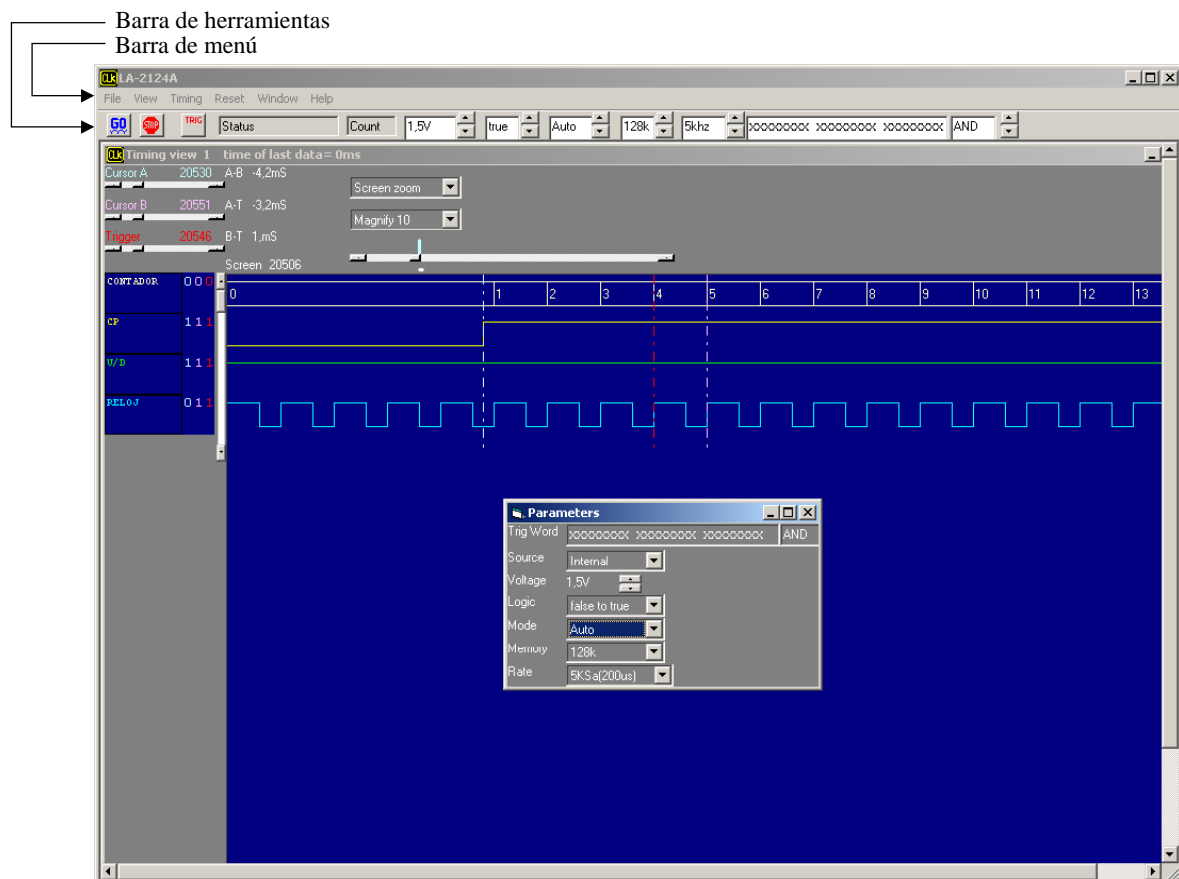 Barra de herramientas
Barra de menú
CLK LA-2124A
File View Timing Reset Window Help
GO STOP TRIG Status Count 1,5V true Auto 128k 5khz xxxxxxxx xxxxxxxx xxxxxxxx AND
CLK Timing view 1 time of last data= 0ms
Cursor A 20530 A-B -4,2mS
Screen zoom
Cursor B 20551 A-T -3,2mS
Magnify 10
Trigger 20546 B-T 1,mS
Screen 20506
CONTADOR 0 0 0
0 1 2 3 4 5 6 7 8 9 10 11 12 13
CP 1 1 1
U/D 1 1 1
RELOJ 0 1 1
Parameters
Trig Word xxxxxxxx xxxxxxxx xxxxxxxx AND
Source Internal
Voltage 1,5V
Logic false to true
Mode Auto
Memory 128k
Rate 5KSa(200us)